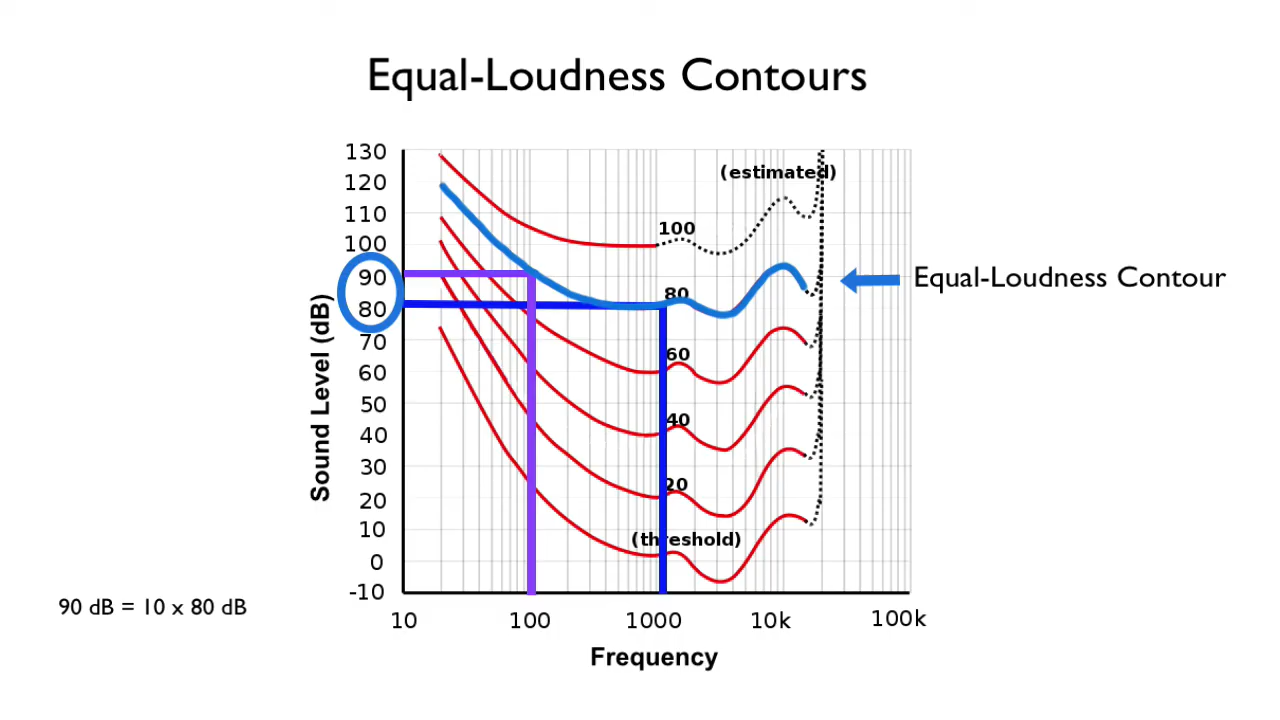 Equal-Loudness Contours
130
120
110
100
90
80
70
60
50
40
30
20
10
0
-10
Sound Level (dB)
(estimated)
100
80
60
40
20
(threshold)
Equal-Loudness Contour
10
100
1000
10k
100k
Frequency
90 dB = 10 x 80 dB